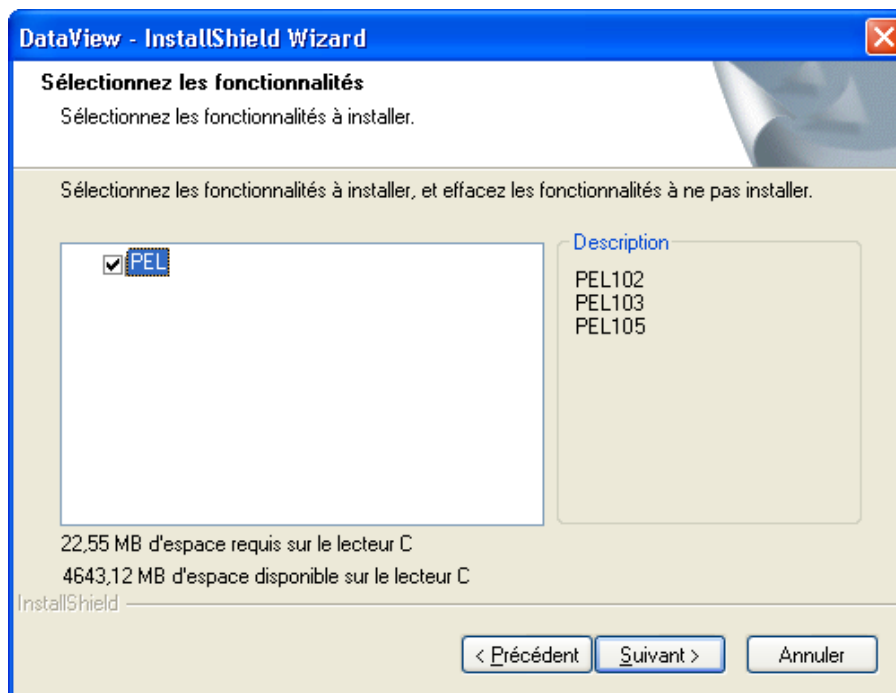 DataView - InstallShield Wizard
Sélectionnez les fonctionnalités
Sélectionnez les fonctionnalités à installer.
Sélectionnez les fonctionnalités à installer, et effacez les fonctionnalités à ne pas installer.
PEL
Description
PEL102
PEL103
PEL105
22,55 MB d'espace requis sur le lecteur C
4643,12 MB d'espace disponible sur le lecteur C
InstallShield
< Précédent
Suivant >
Annuler